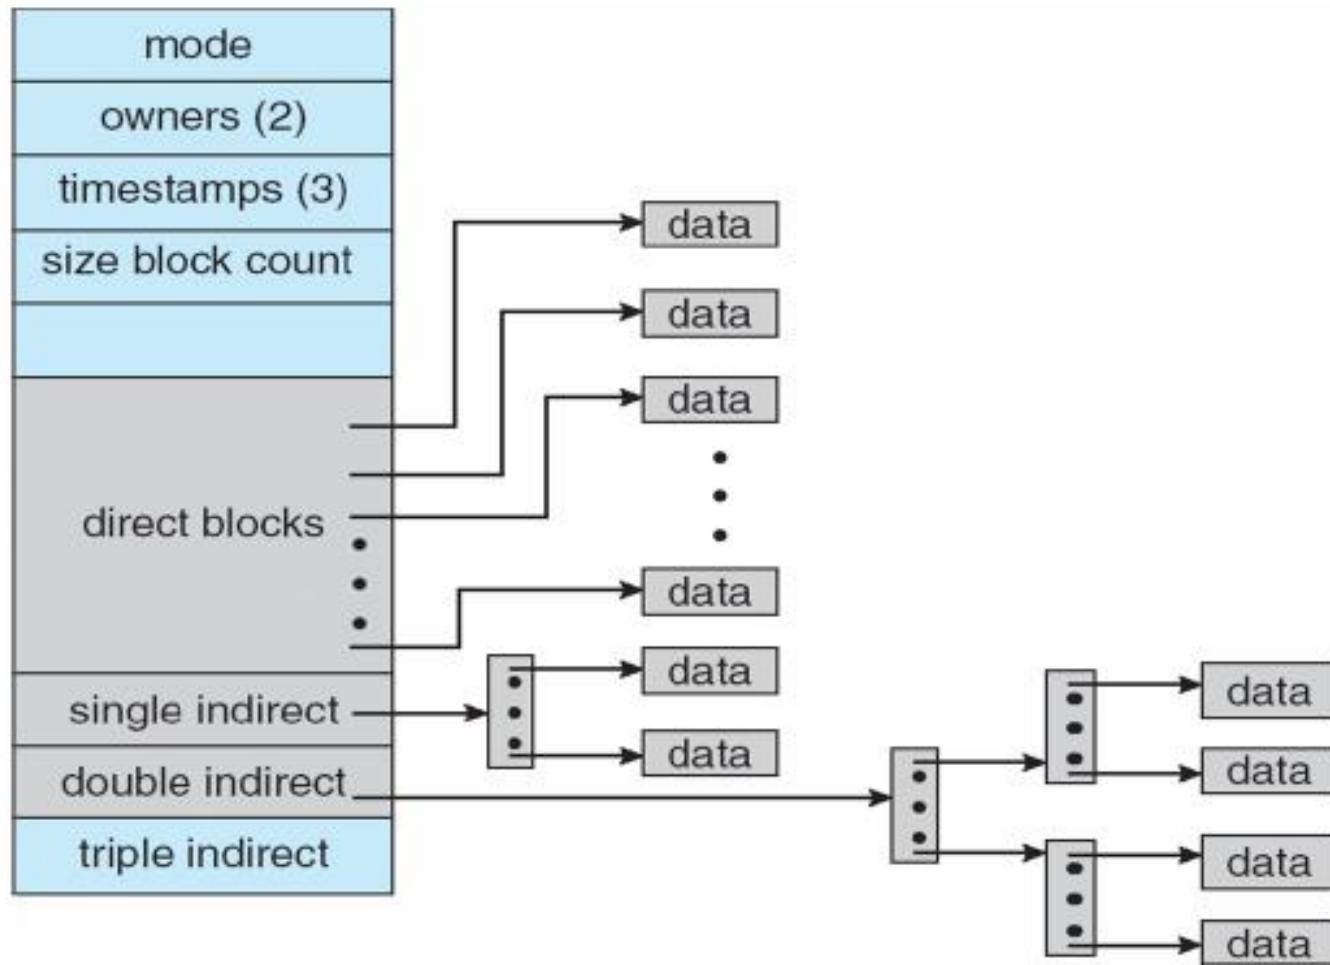 mode
owners (2)
timestamps (3)
size block count
direct blocks
single indirect
double indirect
triple indirect
data
data
data
data
data
data
data
data
data
data